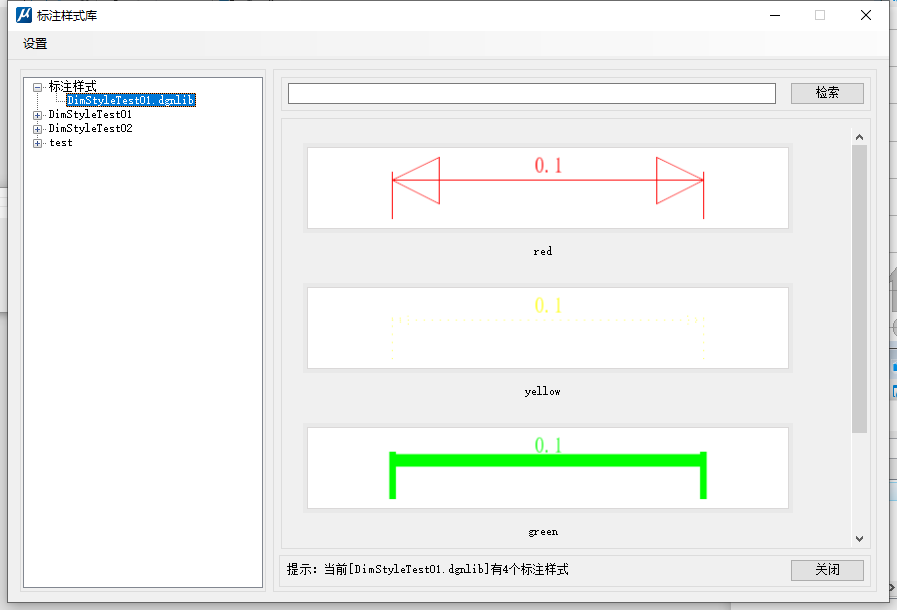 标注样式库
设置
标注样式
DimStyleTest01.dgnlib
DimStyleTest01
DimStyleTest02
test
检索
0.1
red
0.1
yellow
0.1
green
提示：当前[DimStyleTest01.dgnlib]有4个标注样式
关闭